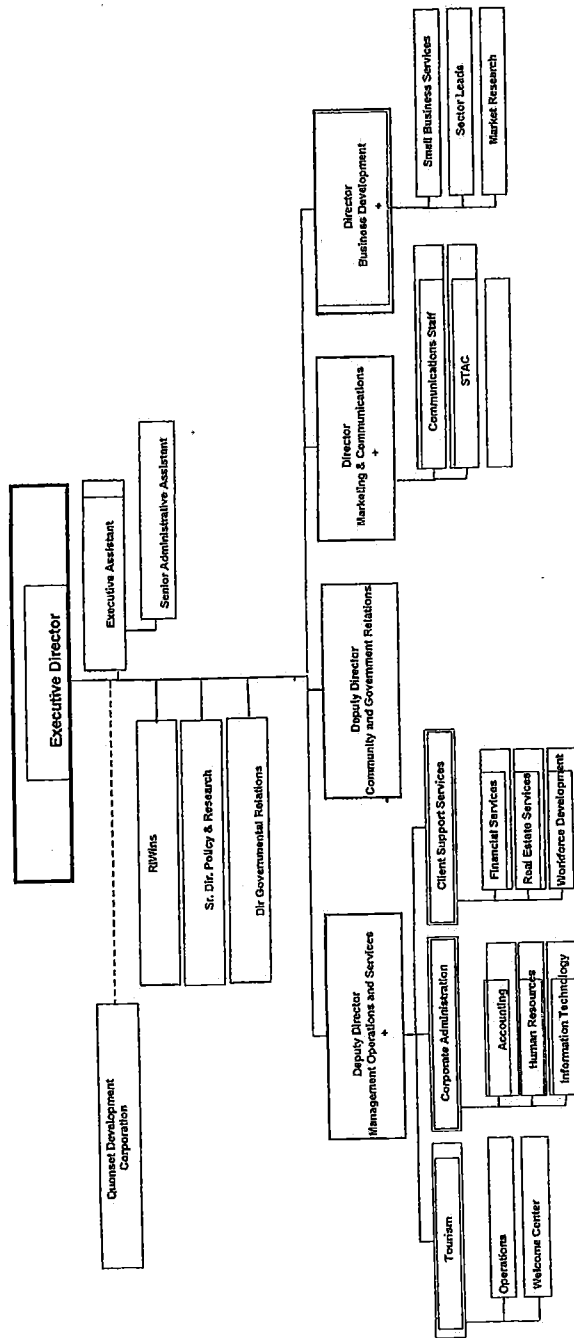 Executive Director
Executive Assistant
Senior Administrative Assistant
Quonset Development
Corporation
RIWins
Sr. Dir. Policy & Research
Dir Governmental Relations
Deputy Director
Management Operations and Services
+
Deputy Director
Community and Government Relations
Director
Marketing & Communications
+
Director
Business Development
+
Tourism
Operations
Welcome Center
Corporate Administration
Accounting
Human Resources
Information Technology
Client Support Services
Financial Services
Real Estate Services
Workforce Development
Communications Staff
STAC
Small Business Services
Sector Leads
Market Research